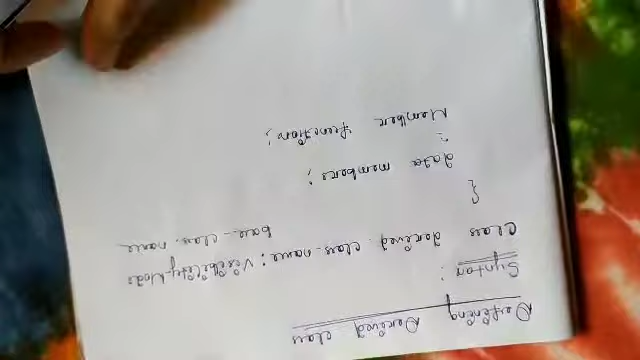 Defining Derived class
Syntax :
Class derived class-name : Visibility-Mode
base-class-name
{
data members ;
:
Member function ;